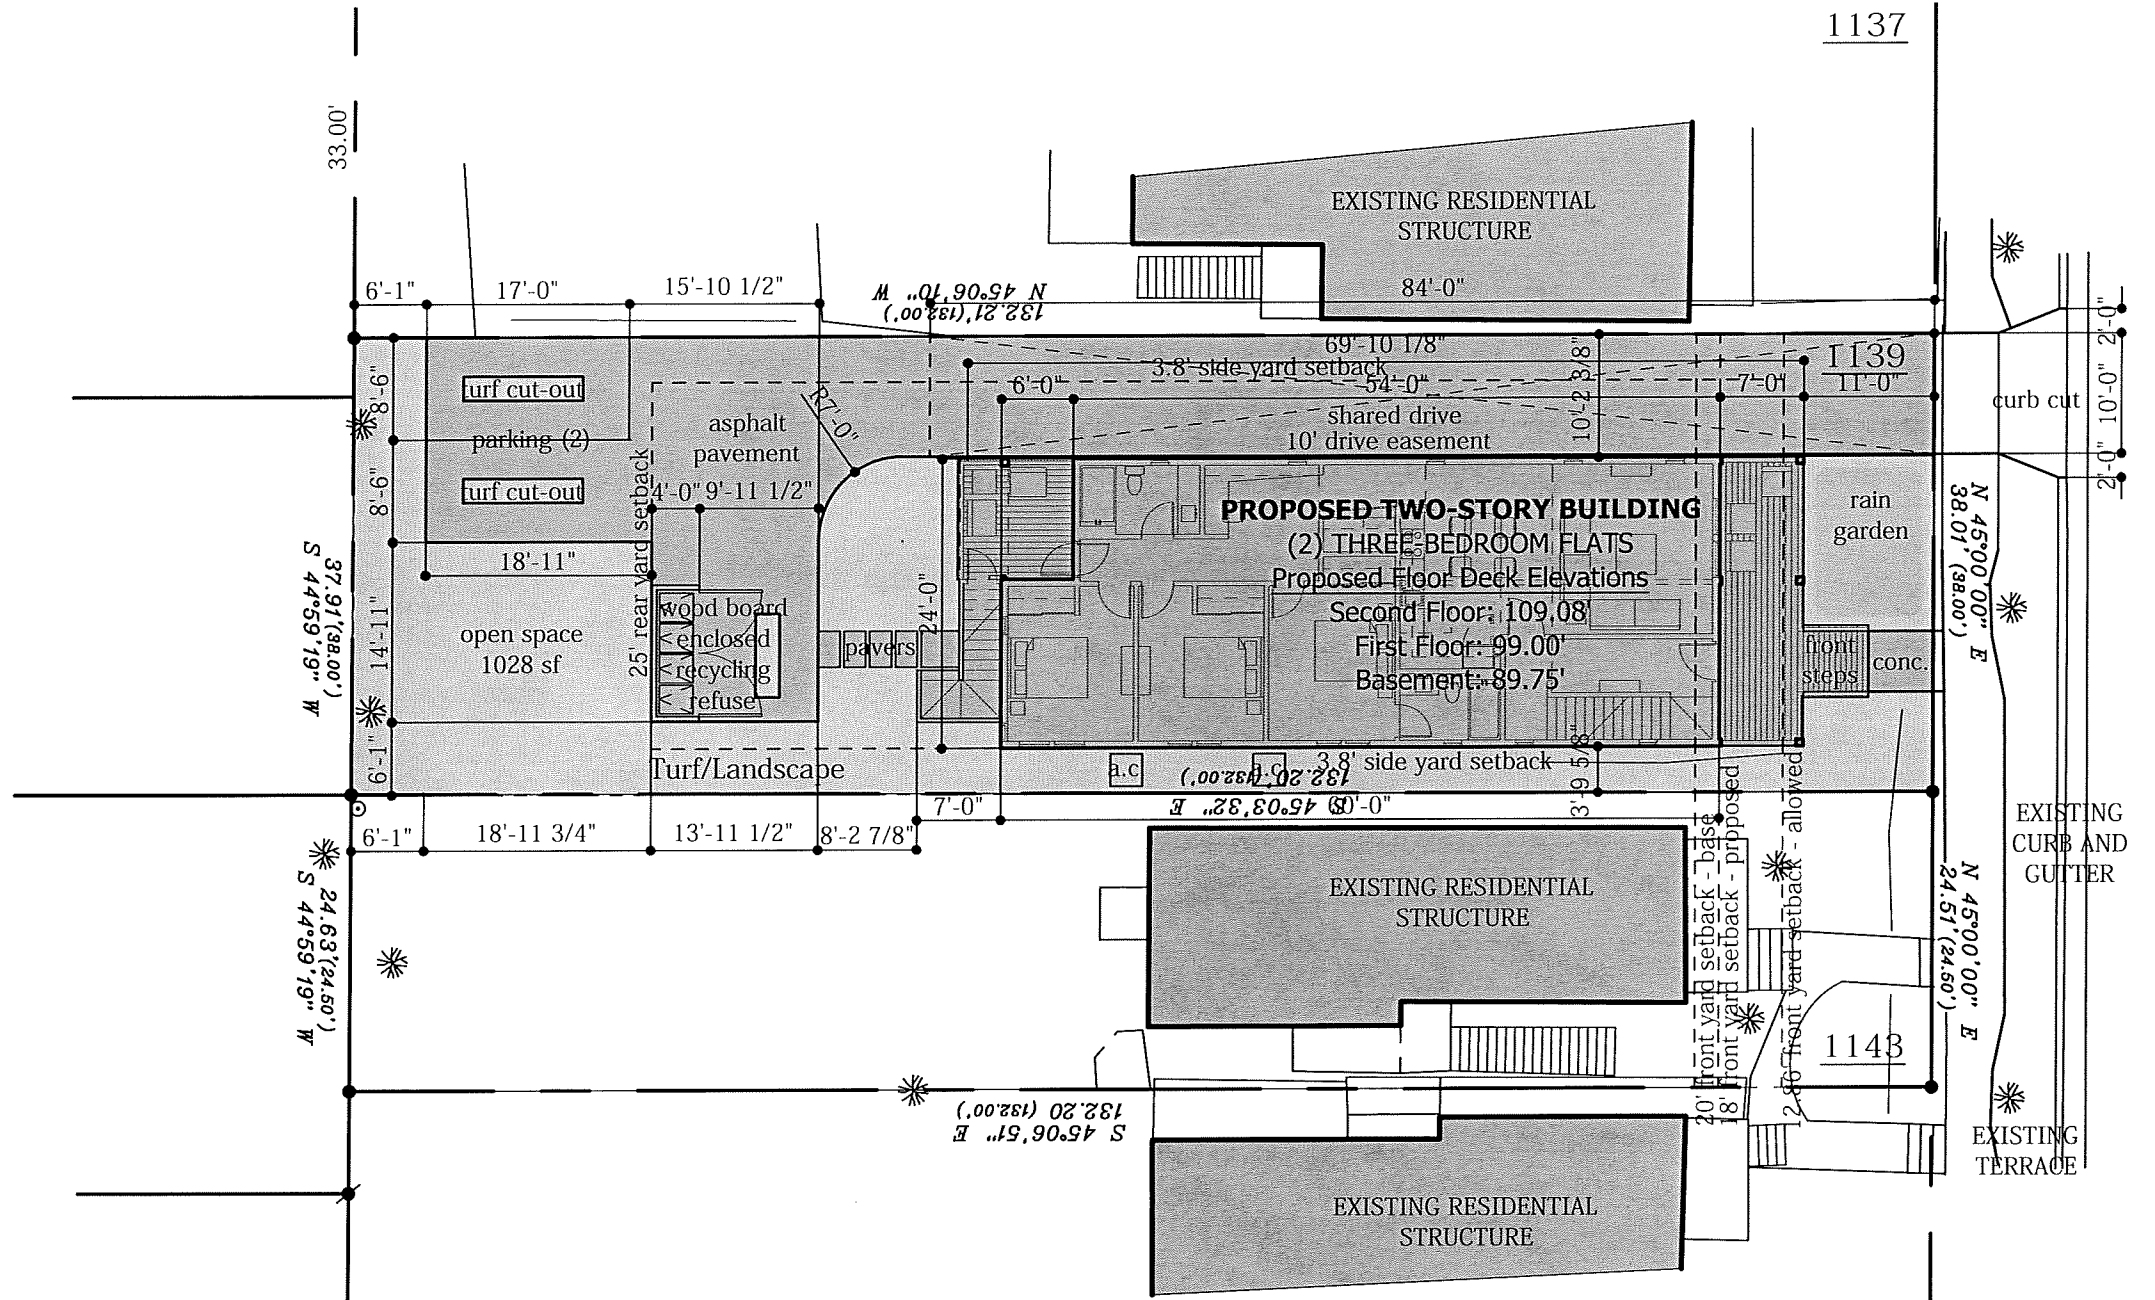 1137
33.00'
EXISTING RESIDENTIAL
STRUCTURE
84'-0"
6'-1"
17'-0"
15'-10 1/2"
N 45°06'10" W
132.21'(132.00')
69'-10 1/8"
3.8' side yard setback
1139
6'-0"
54'-0"
7'-0"
11'-0"
10'-2 3/8"
2'-0"
10'-0"
2'-0"
curb cut
8'-6"
8'-6"
14'-11"
6'-1"
turf cut-out
parking (2)
turf cut-out
asphalt
pavement
R7'-0"
shared drive
10' drive easement
4'-0"
9'-11 1/2"
25' rear yard setback
18'-11"
open space
1028 sf
wood board
enclosed
recycling
refuse
pavers
24'-0"
PROPOSED TWO-STORY BUILDING
(2) THREE-BEDROOM FLATS
Proposed Floor Deck Elevations
Second Floor: 109.08'
First Floor: 99.00'
Basement: 89.75'
rain
garden
front
steps
conc.
N 45°00'00" E
38.01'(38.00')
37.91'(38.00')
S 44°59'19" W
Turf/Landscape
a.c
a.c
3.8' side yard setback
132.20'(132.00')
S 45°03'32" E
7'-0"
60'-0"
3'-9 5/8"
6'-1"
18'-11 3/4"
13'-11 1/2"
8'-2 7/8"
20' front yard setback - base
18' front yard setback - proposed
12.86' front yard setback - allowed
EXISTING
CURB AND
GUTTER
EXISTING RESIDENTIAL
STRUCTURE
24.63'(24.50')
S 44°59'19" W
N 45°00'00" E
24.51'(24.50')
1143
132.20 (132.00')
S 45°06'51" E
EXISTING
TERRACE
EXISTING RESIDENTIAL
STRUCTURE